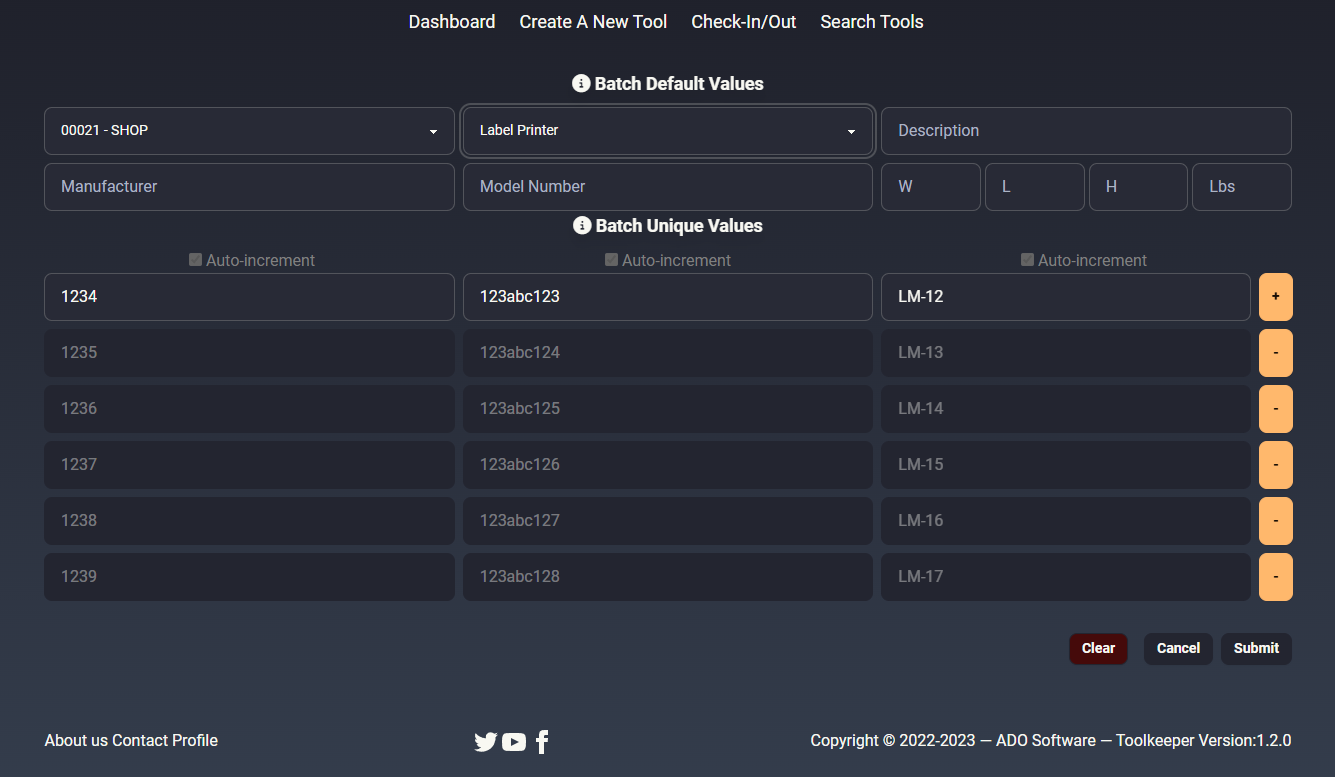 Dashboard Create A New Tool Check-In/Out Search Tools
Batch Default Values
00021 - SHOP Label Printer Description
Manufacturer Model Number W L H Lbs
Batch Unique Values
Auto-increment Auto-increment Auto-increment
1234 123abc123 LM-12 +
1235 123abc124 LM-13 -
1236 123abc125 LM-14 -
1237 123abc126 LM-15 -
1238 123abc127 LM-16 -
1239 123abc128 LM-17 -
Clear Cancel Submit
About us Contact Profile Copyright © 2022-2023 — ADO Software — Toolkeeper Version:1.2.0